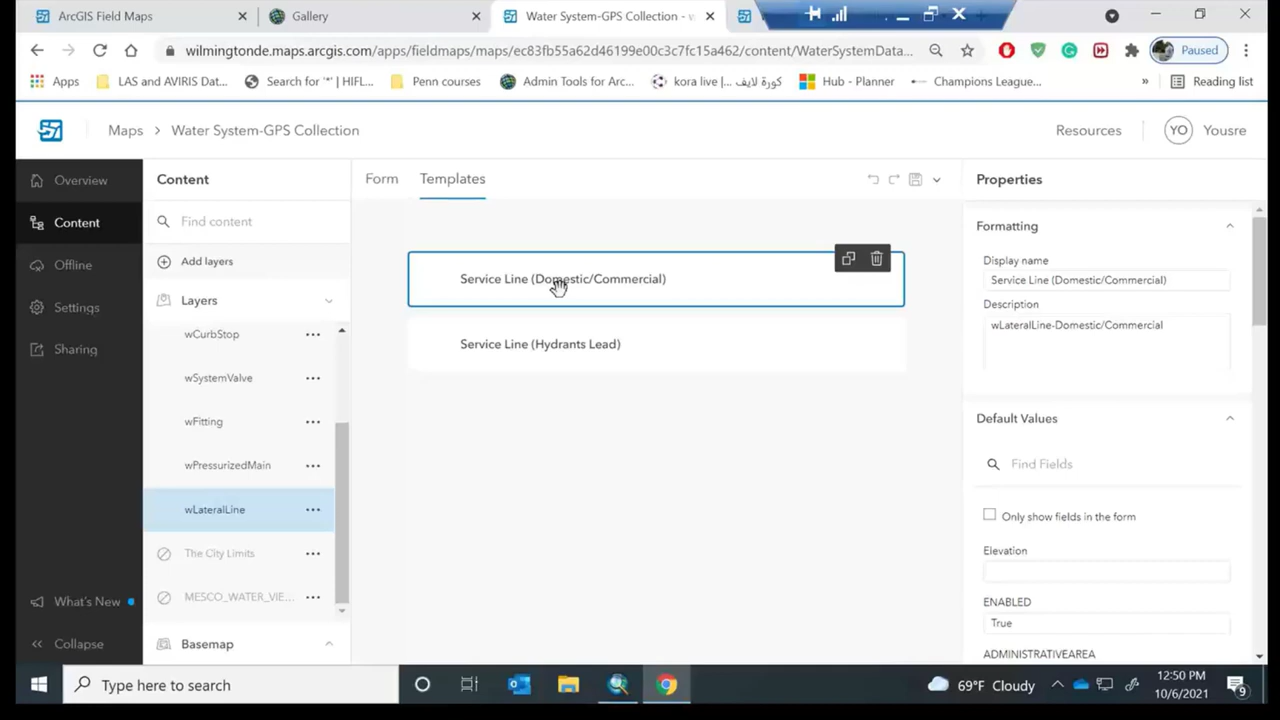 ArcGIS Field Maps
Gallery
Water System-GPS Collection - w
wilmingtonde.maps.arcgis.com/apps/fieldmaps/maps/ec83fb55a62d46199e00c3c7fc15a462/content/WaterSystemData...
Paused
Apps
LAS and AVIRIS Dat...
Search for '*' | HIFL...
Penn courses
Admin Tools for Arc...
kora live | كورة لايف...
Hub - Planner
Champions League...
»
Reading list
Maps > Water System-GPS Collection
Resources
YO
Yousre
Overview
Content
Offline
Settings
Sharing
What's New
Collapse
Content
Find content
Add layers
Layers
wCurbStop
wSystemValve
wFitting
wPressurizedMain
wLateralLine
The City Limits
MESCO_WATER_VIE...
Basemap
Form
Templates
Service Line (Domestic/Commercial)
Service Line (Hydrants Lead)
Properties
Formatting
Display name
Service Line (Domestic/Commercial)
Description
wLateralLine-Domestic/Commercial
Default Values
Find Fields
Only show fields in the form
Elevation
ENABLED
True
ADMINISTRATIVEAREA
Type here to search
69°F Cloudy
12:50 PM
10/6/2021
9